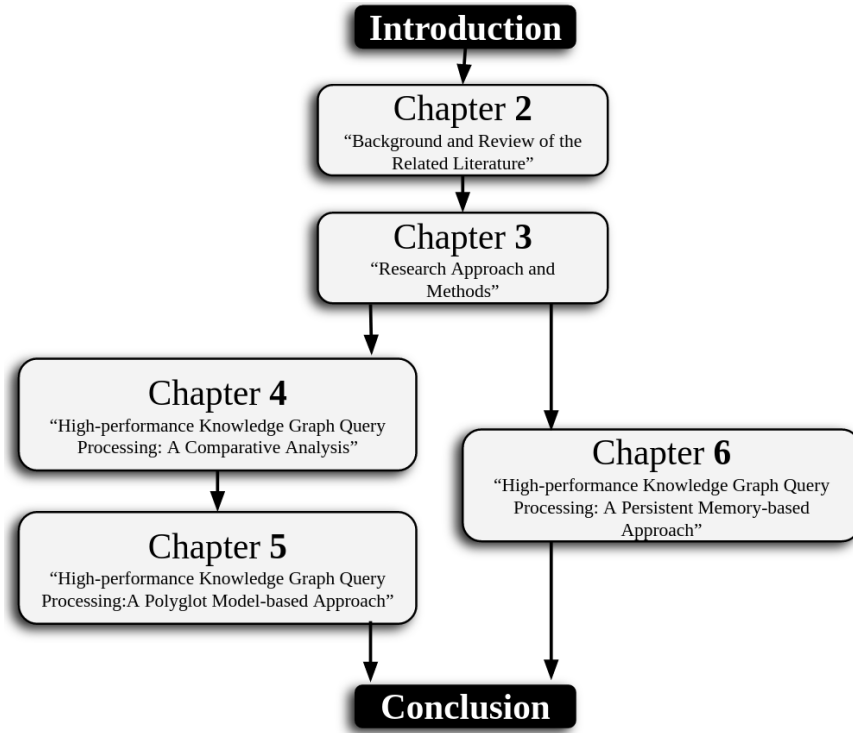 Introduction
Chapter 2
“Background and Review of the
Related Literature”
Chapter 3
“Research Approach and
Methods”
Chapter 4
“High-performance Knowledge Graph Query
Processing: A Comparative Analysis”
Chapter 5
“High-performance Knowledge Graph Query
Processing:A Polyglot Model-based Approach”
Chapter 6
“High-performance Knowledge Graph Query
Processing: A Persistent Memory-based
Approach”
Conclusion